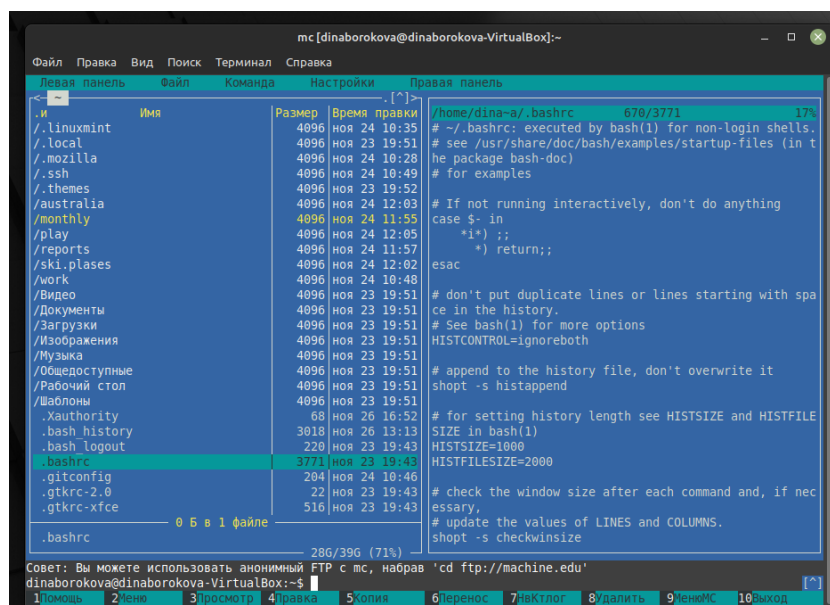 mc [dinaborokova@dinaborokova-VirtualBox]:~
Файл Правка Вид Поиск Терминал Справка
Левая панель Файл Команда Настройки Правая панель
<- ~ .[^]>
.и Имя Размер Время правки
/.linuxmint 4096 ноя 24 10:35
/.local 4096 ноя 23 19:51
/.mozilla 4096 ноя 24 10:28
/.ssh 4096 ноя 24 10:49
/.themes 4096 ноя 23 19:52
/australia 4096 ноя 24 12:03
/monthly 4096 ноя 24 11:55
/play 4096 ноя 24 12:05
/reports 4096 ноя 24 11:57
/ski.plases 4096 ноя 24 12:02
/work 4096 ноя 24 10:48
/Видео 4096 ноя 23 19:51
/Документы 4096 ноя 23 19:51
/Загрузки 4096 ноя 23 19:51
/Изображения 4096 ноя 23 19:51
/Музыка 4096 ноя 23 19:51
/Общедоступные 4096 ноя 23 19:51
/Рабочий стол 4096 ноя 23 19:51
/Шаблоны 4096 ноя 23 19:51
.Xauthority 68 ноя 26 16:52
.bash_history 3018 ноя 26 13:13
.bash_logout 220 ноя 23 19:43
.bashrc 3771 ноя 23 19:43
.gitconfig 204 ноя 24 10:46
.gtkrc-2.0 22 ноя 23 19:43
.gtkrc-xfce 516 ноя 23 19:43
0 Б в 1 файле
.bashrc
28G/39G (71%)
/home/dina~a/.bashrc 670/3771 17%
# ~/.bashrc: executed by bash(1) for non-login shells.
# see /usr/share/doc/bash/examples/startup-files (in t
he package bash-doc)
# for examples
# If not running interactively, don't do anything
case $- in
*i*) ;;
*) return;;
esac
# don't put duplicate lines or lines starting with spa
ce in the history.
# See bash(1) for more options
HISTCONTROL=ignoreboth
# append to the history file, don't overwrite it
shopt -s histappend
# for setting history length see HISTSIZE and HISTFILE
SIZE in bash(1)
HISTSIZE=1000
HISTFILESIZE=2000
# check the window size after each command and, if nec
essary,
# update the values of LINES and COLUMNS.
shopt -s checkwinsize
Совет: Вы можете использовать анонимный FTP с mc, набрав 'cd ftp://machine.edu'
dinaborokova@dinaborokova-VirtualBox:~$ [^]
1Помощь 2Меню 3Просмотр 4Правка 5Копия 6Перенос 7НвКтлог 8Удалить 9МенюMC 10Выход